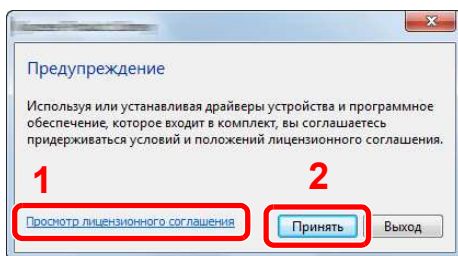 Предупреждение
Используя или устанавливая драйверы устройства и программное
обеспечение, которое входит в комплект, вы соглашаетесь
придерживаться условий и положений лицензионного соглашения.
1
2
Просмотр лицензионного соглашения
Принять
Выход